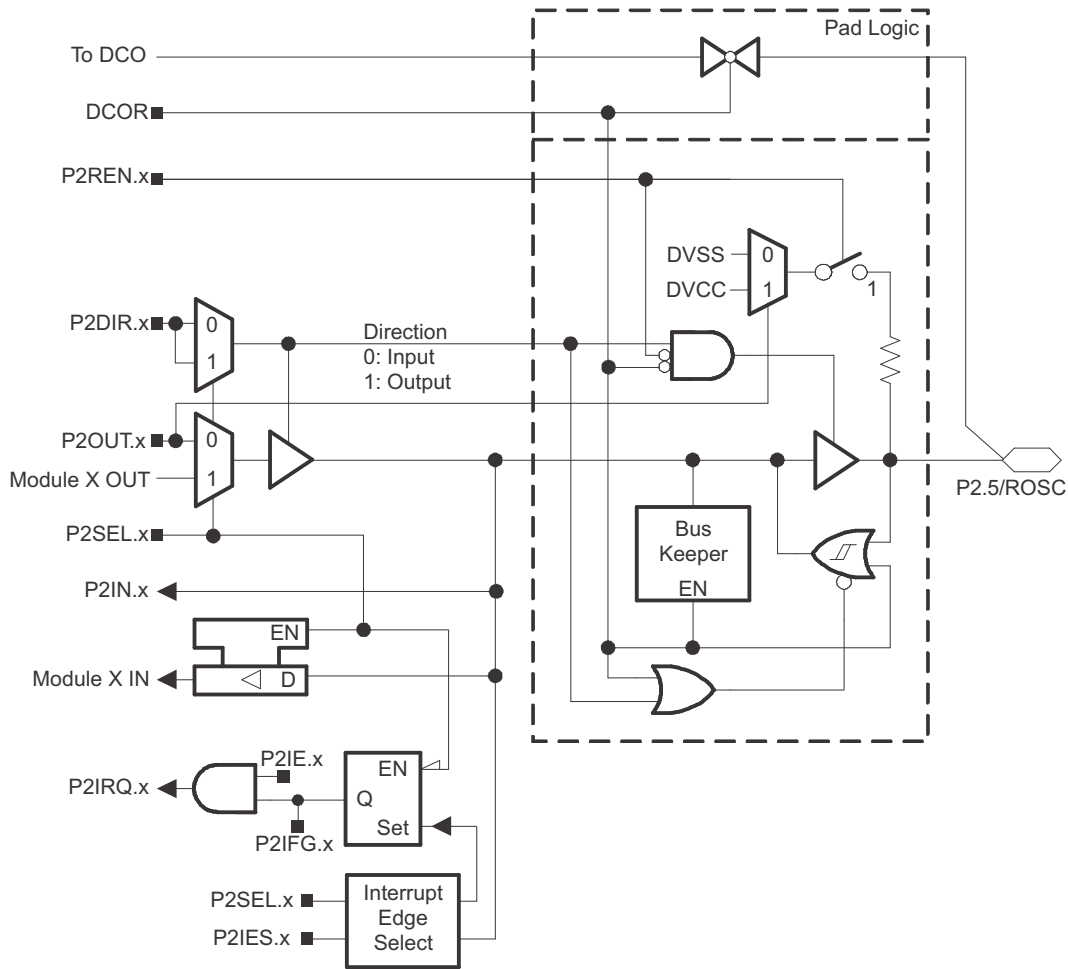 Pad Logic
To DCO
DCOR
P2REN.x
DVSS
0
DVCC
1
1
P2DIR.x
0
1
Direction
0: Input
1: Output
P2OUT.x
0
Module X OUT
1
P2.5/ROSC
P2SEL.x
Bus
Keeper
EN
P2IN.x
EN
Module X IN
D
P2IE.x
EN
P2IRQ.x
Q
Set
P2IFG.x
P2SEL.x
Interrupt
Edge
Select
P2IES.x